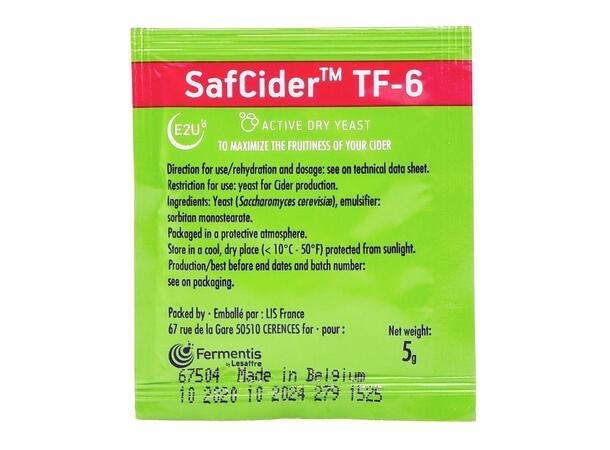 SafCider™ TF-6
E2U
ACTIVE DRY YEAST
TO MAXIMIZE THE FRUITINESS OF YOUR CIDER
Direction for use/rehydration and dosage: see on technical data sheet.
Restriction for use: yeast for Cider production.
Ingredients: Yeast (Saccharomyces cerevisiæ), emulsifier:
sorbitan monostearate.
Packaged in a protective atmosphere.
Store in a cool, dry place (< 10°C - 50°F) protected from sunlight.
Production/best before end dates and batch number:
see on packaging.
Packed by · Emballé par : LIS France
67 rue de la Gare 50510 CERENCES for · pour :
Net weight:
5g
Fermentis
by Lesaffre
67504 Made in Belgium
10 2020 10 2024 279 1525